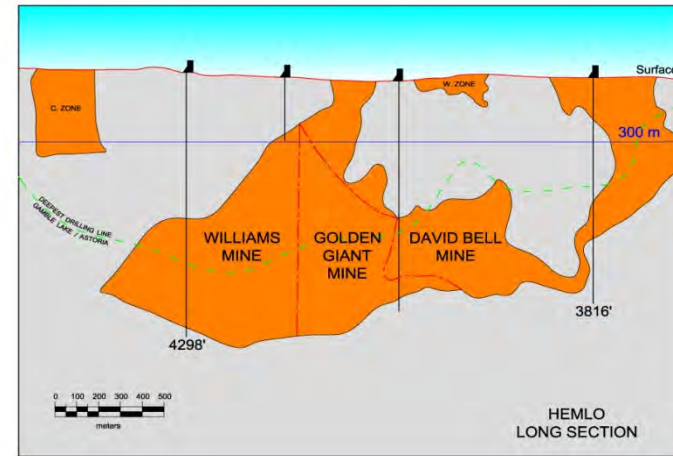 Surface
C. ZONE
W. ZONE
300 m
DEEPEST DRILLING LINE
GAMBLE LAKE / ASTORIA
WILLIAMS
MINE
GOLDEN
GIANT
MINE
DAVID BELL
MINE
4298'
3816'
0 100 200 300 400 500
meters
HEMLO
LONG SECTION